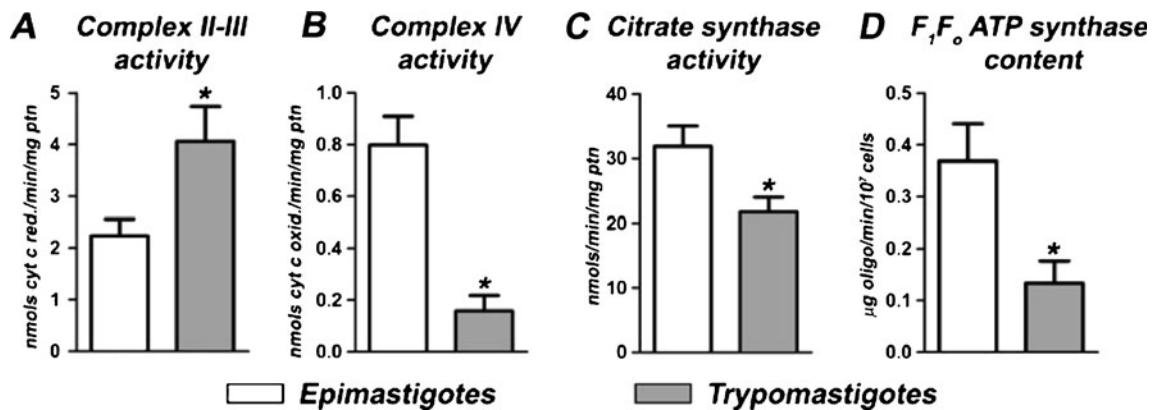 A Complex II-III activity
nmols cyt c red./min/mg ptn
5
4
3
2
1
0
*
B Complex IV activity
nmols cyt c oxid./min/mg ptn
1.0
0.8
0.6
0.4
0.2
0.0
*
C Citrate synthase activity
nmols/min/mg ptn
40
30
20
10
0
*
D F₁Fₒ ATP synthase content
µg oligo/min/10⁷ cells
0.5
0.4
0.3
0.2
0.1
0.0
*
Epimastigotes
Trypomastigotes